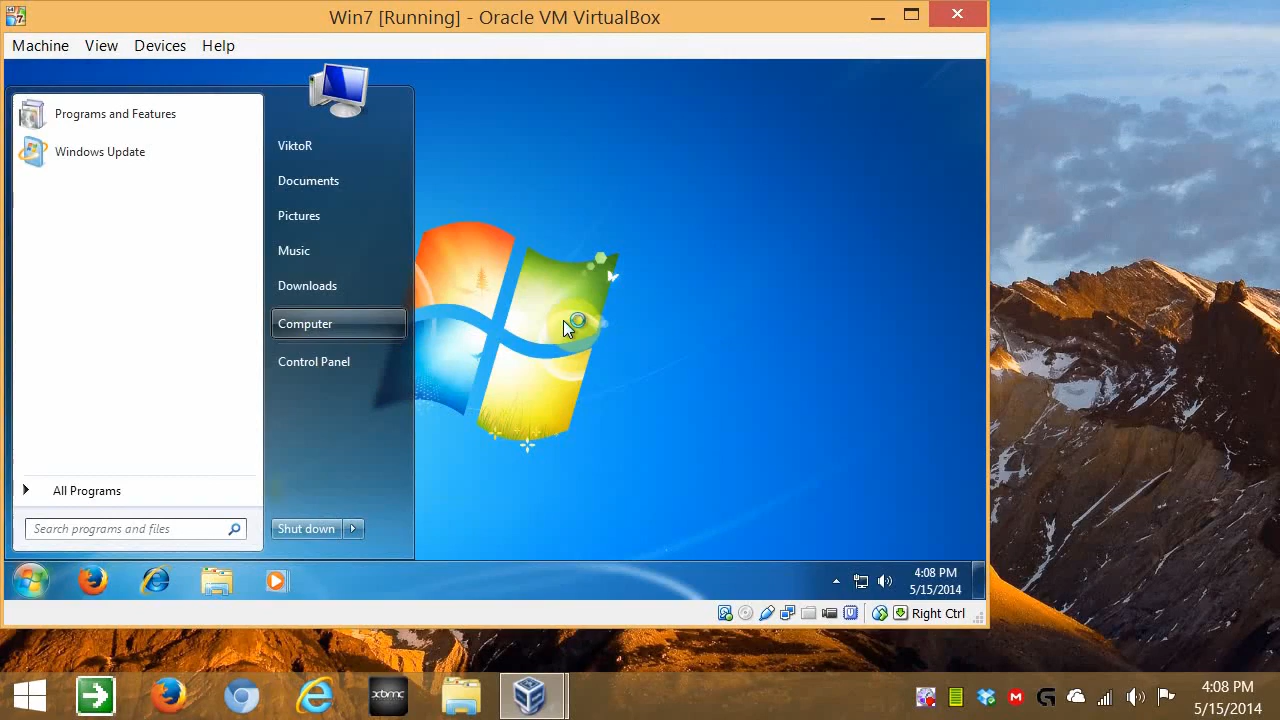 Win7 [Running] - Oracle VM VirtualBox
Machine View Devices Help
Programs and Features
Windows Update
ViktoR
Documents
Pictures
Music
Downloads
Computer
Control Panel
All Programs
Search programs and files
Shut down
4:08 PM
5/15/2014
Right Ctrl
xbmc
4:08 PM
5/15/2014